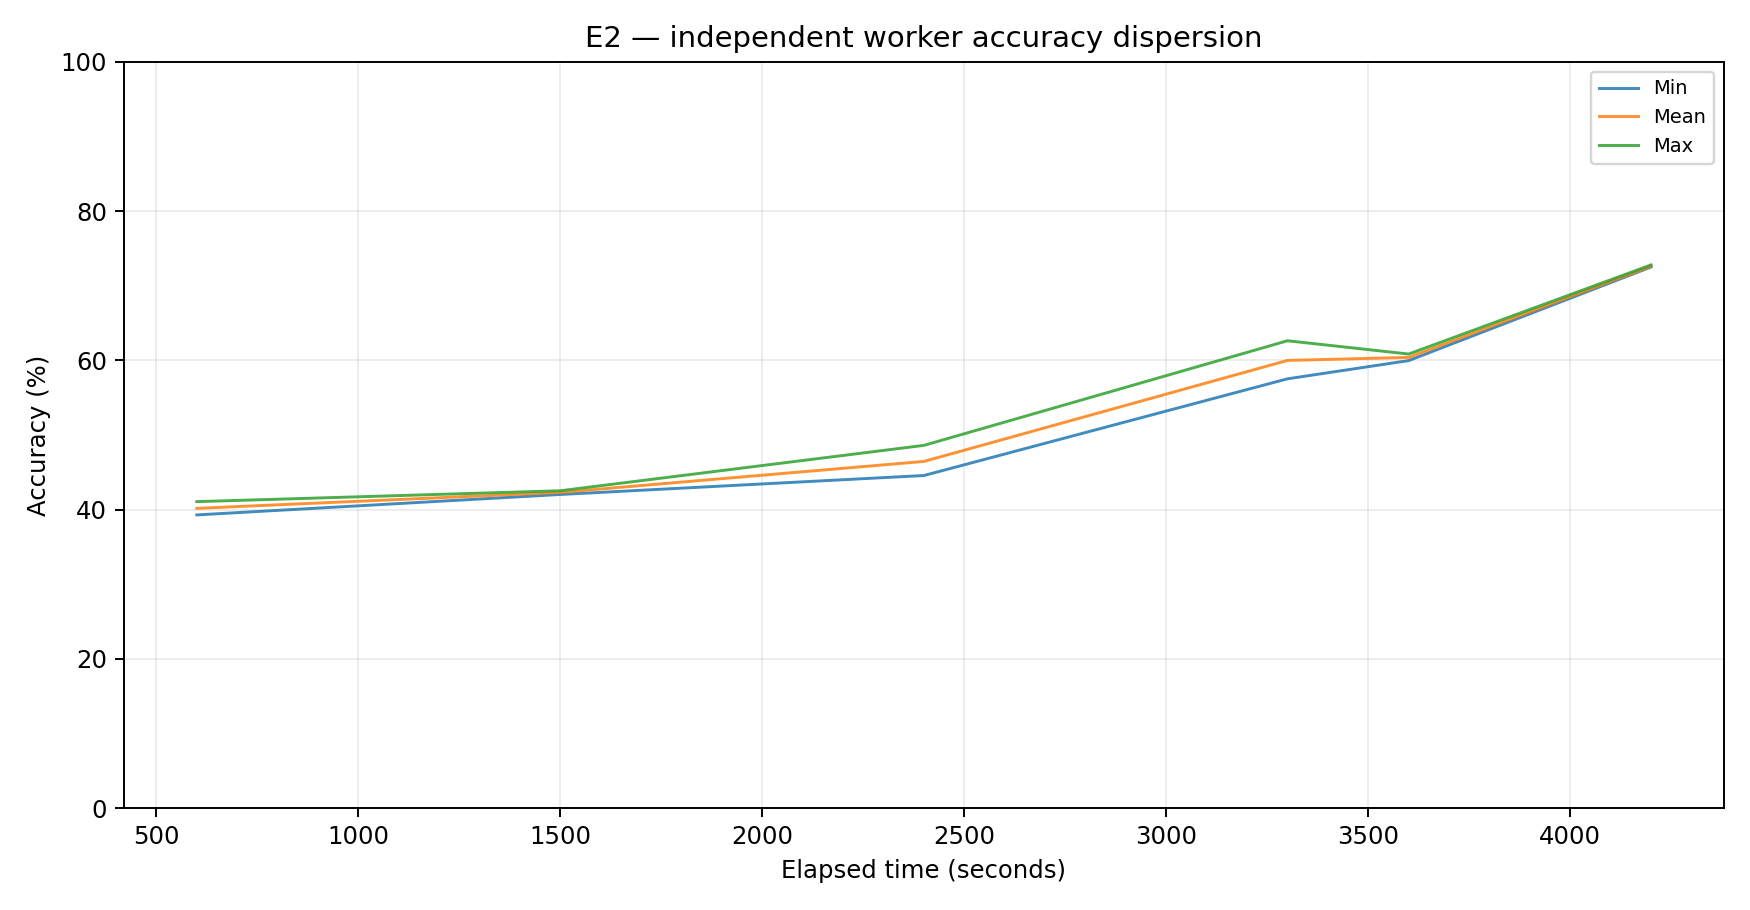 E2 — independent worker accuracy dispersion
100
80
60
40
20
0
Accuracy (%)
Min
Mean
Max
500 1000 1500 2000 2500 3000 3500 4000
Elapsed time (seconds)